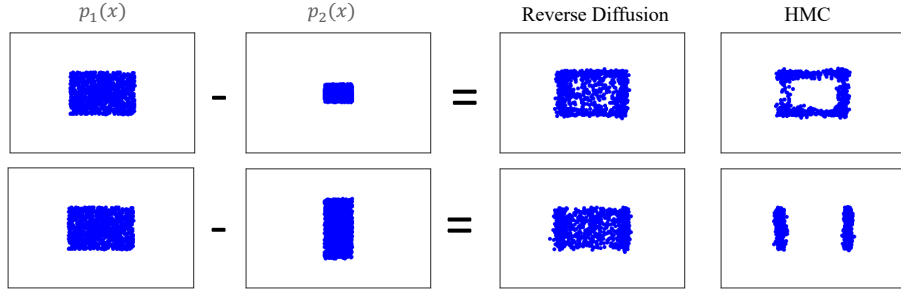 p₁(x) p₂(x) Reverse Diffusion HMC
- =
- =